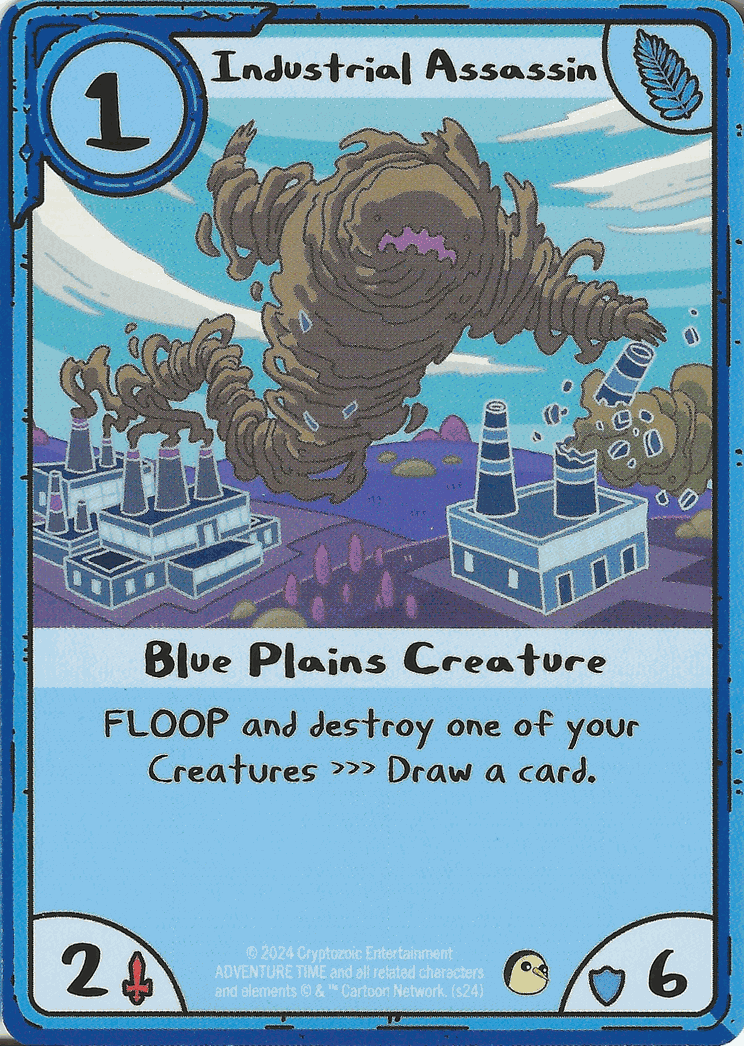 1
Industrial Assassin
Blue Plains Creature
FLOOP and destroy one of your
Creatures >>> Draw a card.
2
© 2024 Cryptozoic Entertainment
ADVENTURE TIME and all related characters
and elements © & ™ Cartoon Network. (s24)
6